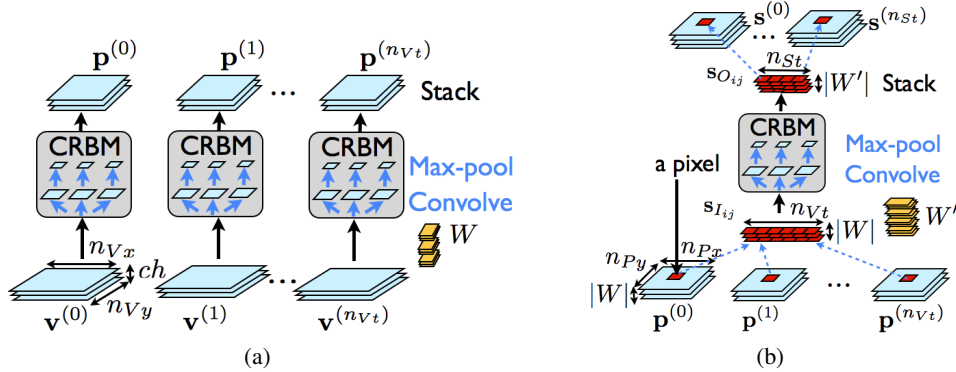 p^(0) p^(1) p^(n_Vt)
... Stack
CRBM CRBM CRBM
Max-pool
Convolve
W
n_Vx
ch
n_Vy
... 
v^(0) v^(1) v^(n_Vt)
(a)
s^(0) s^(n_St)
...
n_St
s_O_ij |W'| Stack
CRBM
Max-pool
a pixel Convolve
s_I_ij n_Vt
|W| W'
n_Py n_Px
|W| ...
p^(0) p^(1) p^(n_Vt)
(b)